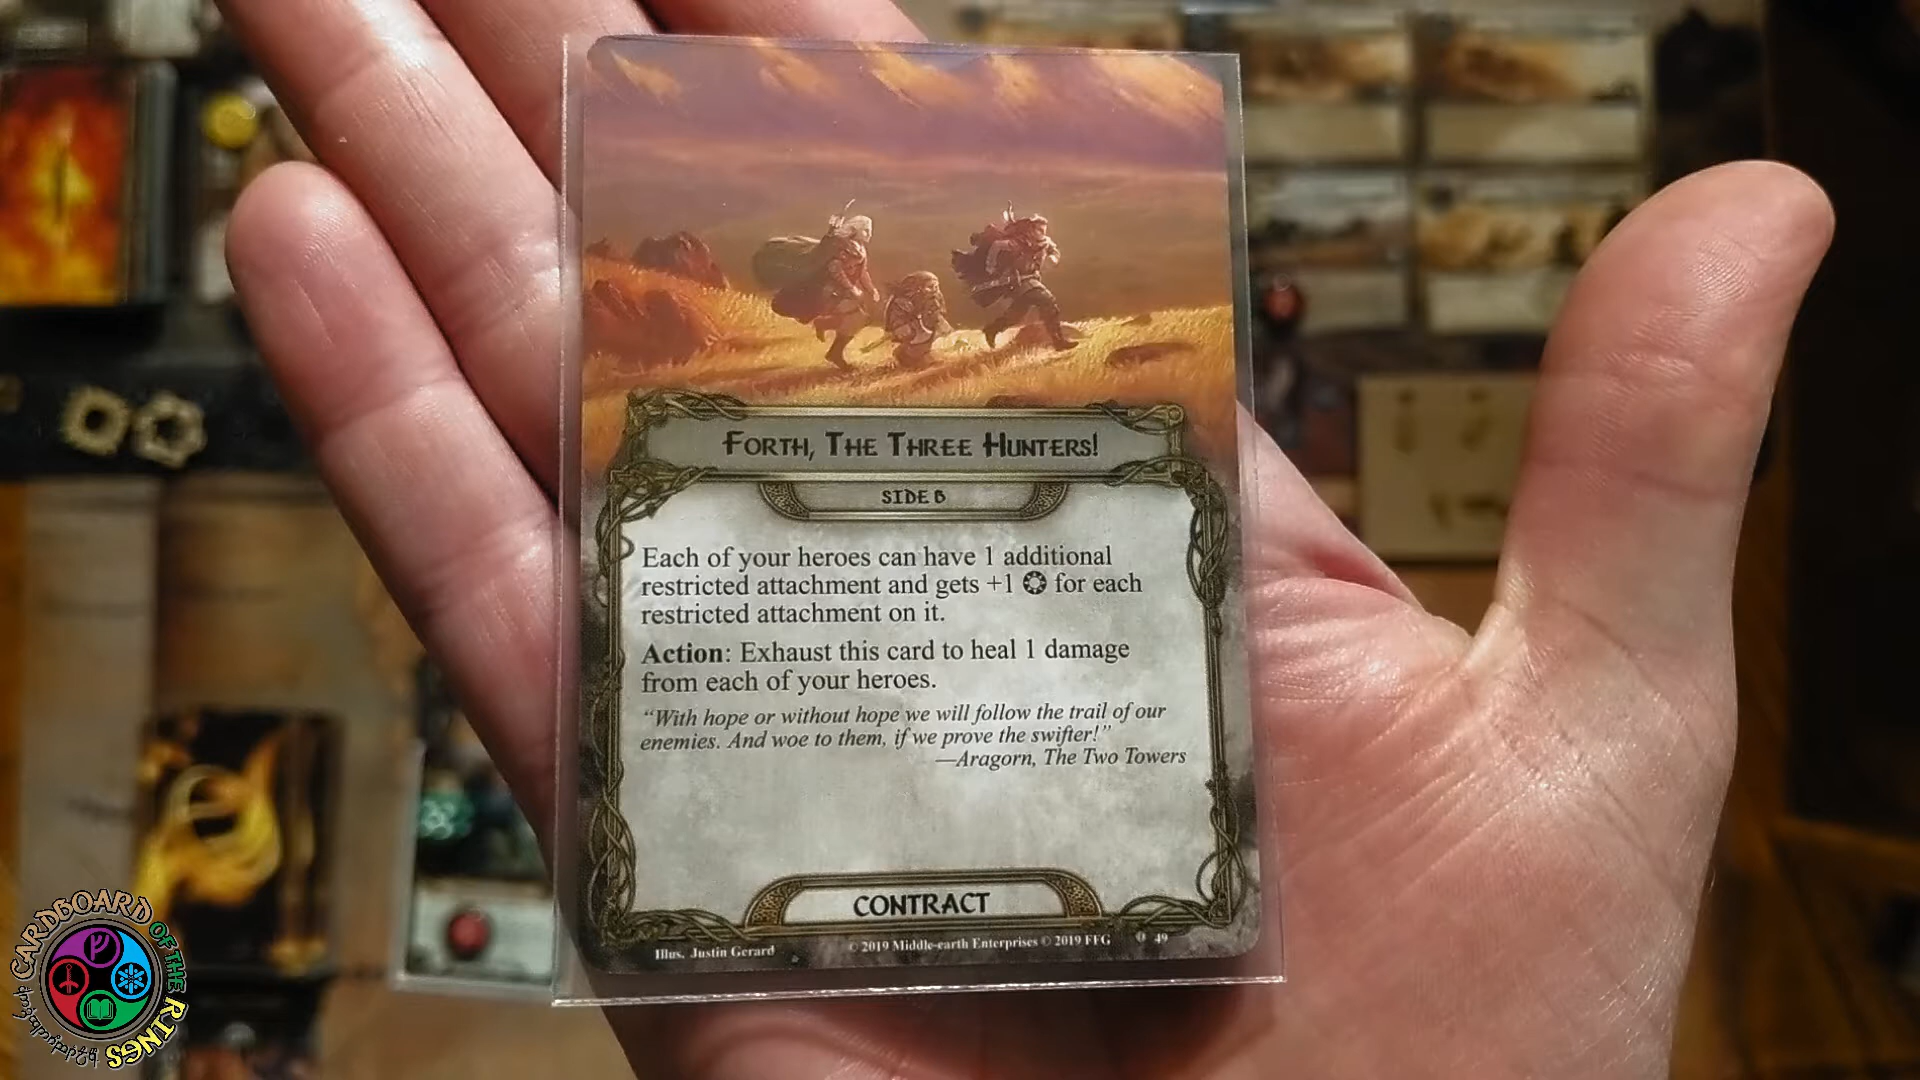 FORTH, THE THREE HUNTERS!
SIDE B
Each of your heroes can have 1 additional
restricted attachment and gets +1 for each
restricted attachment on it.
Action: Exhaust this card to heal 1 damage
from each of your heroes.
“With hope or without hope we will follow the trail of our
enemies. And woe to them, if we prove the swifter!”
—Aragorn, The Two Towers
CONTRACT
Illus. Justin Gerard
© 2019 Middle-earth Enterprises © 2019 FFG
49
CARDBOARD OF THE RINGS